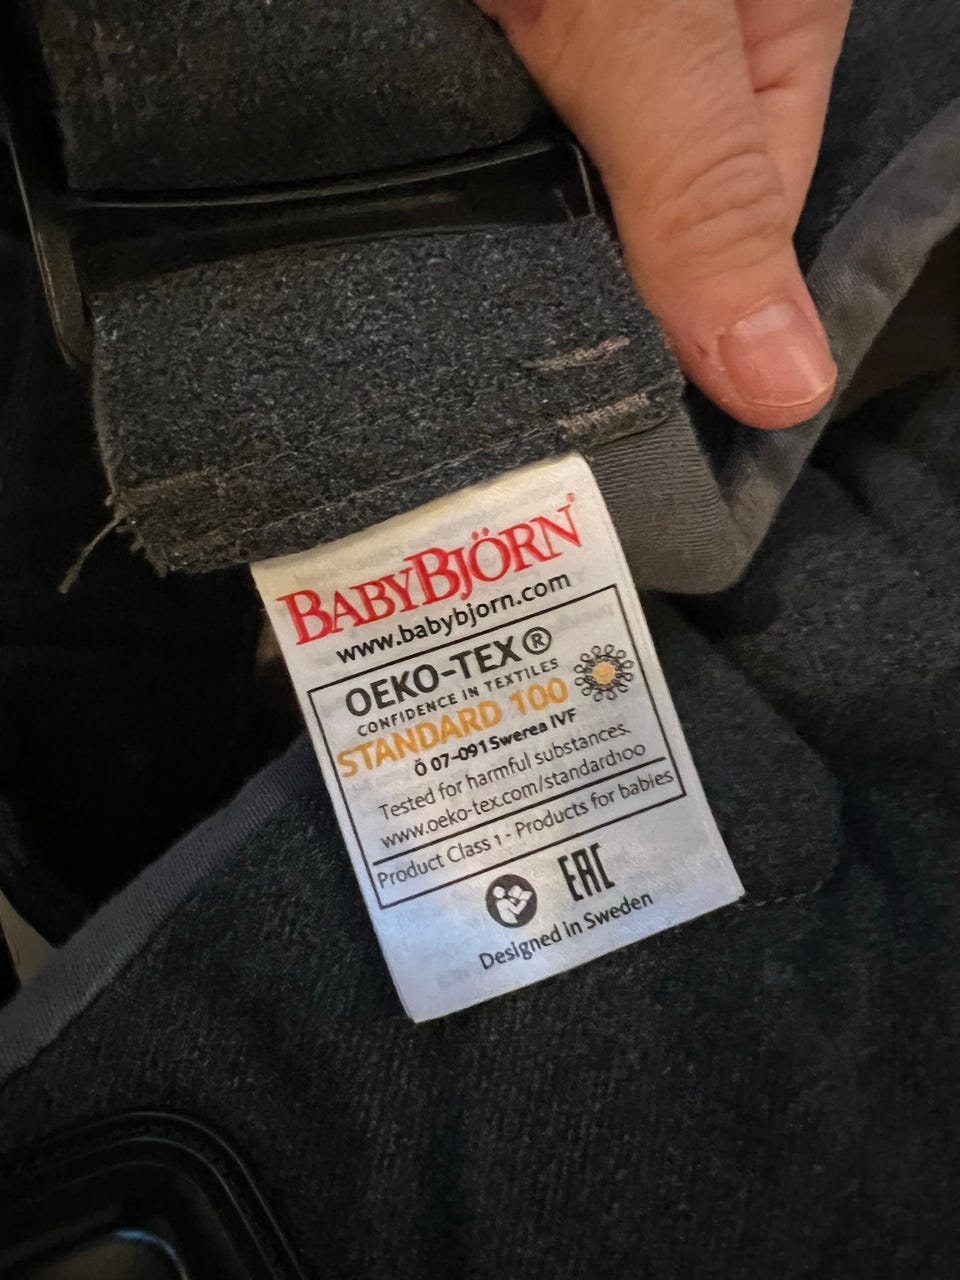 BABYBJÖRN®
www.babybjorn.com
OEKO-TEX®
CONFIDENCE IN TEXTILES
STANDARD 100
Ö 07-091 Swerea IVF
Tested for harmful substances.
www.oeko-tex.com/standard100
Product Class 1 - Products for babies
EAC
Designed in Sweden